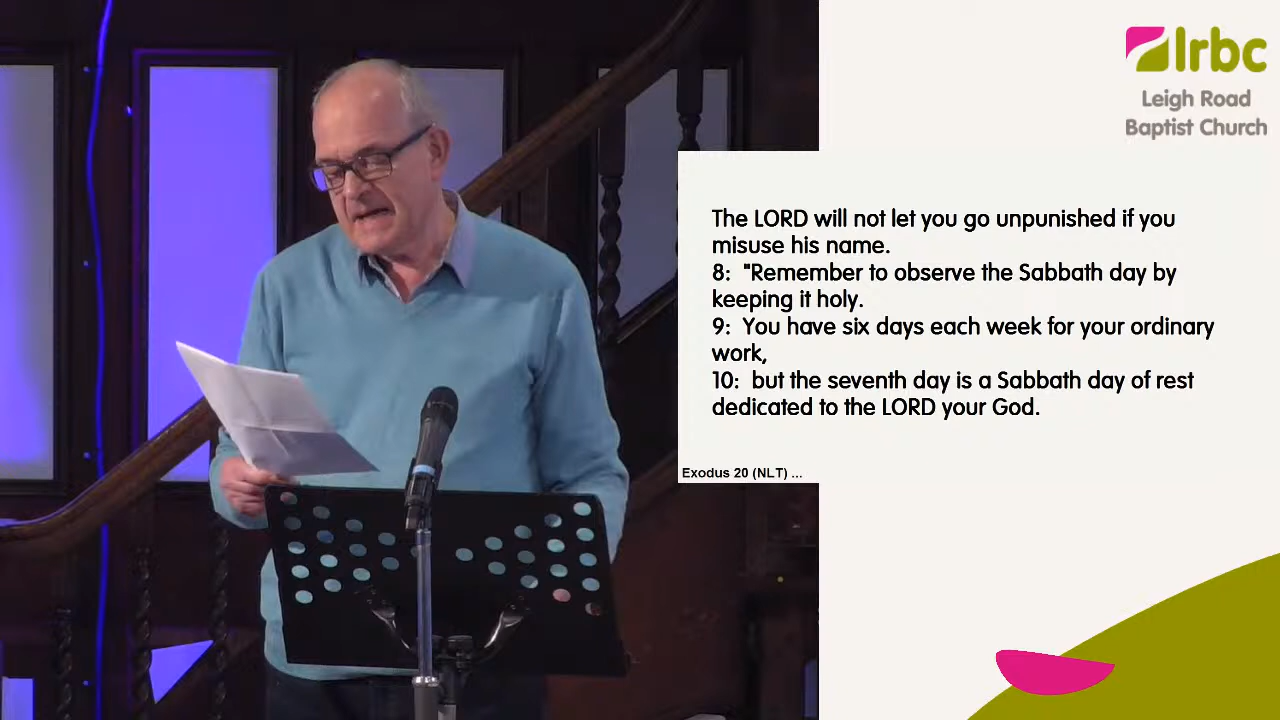 lrbc
Leigh Road
Baptist Church
The LORD will not let you go unpunished if you
misuse his name.
8:  "Remember to observe the Sabbath day by
keeping it holy.
9:  You have six days each week for your ordinary
work,
10:  but the seventh day is a Sabbath day of rest
dedicated to the LORD your God.
Exodus 20 (NLT) ...